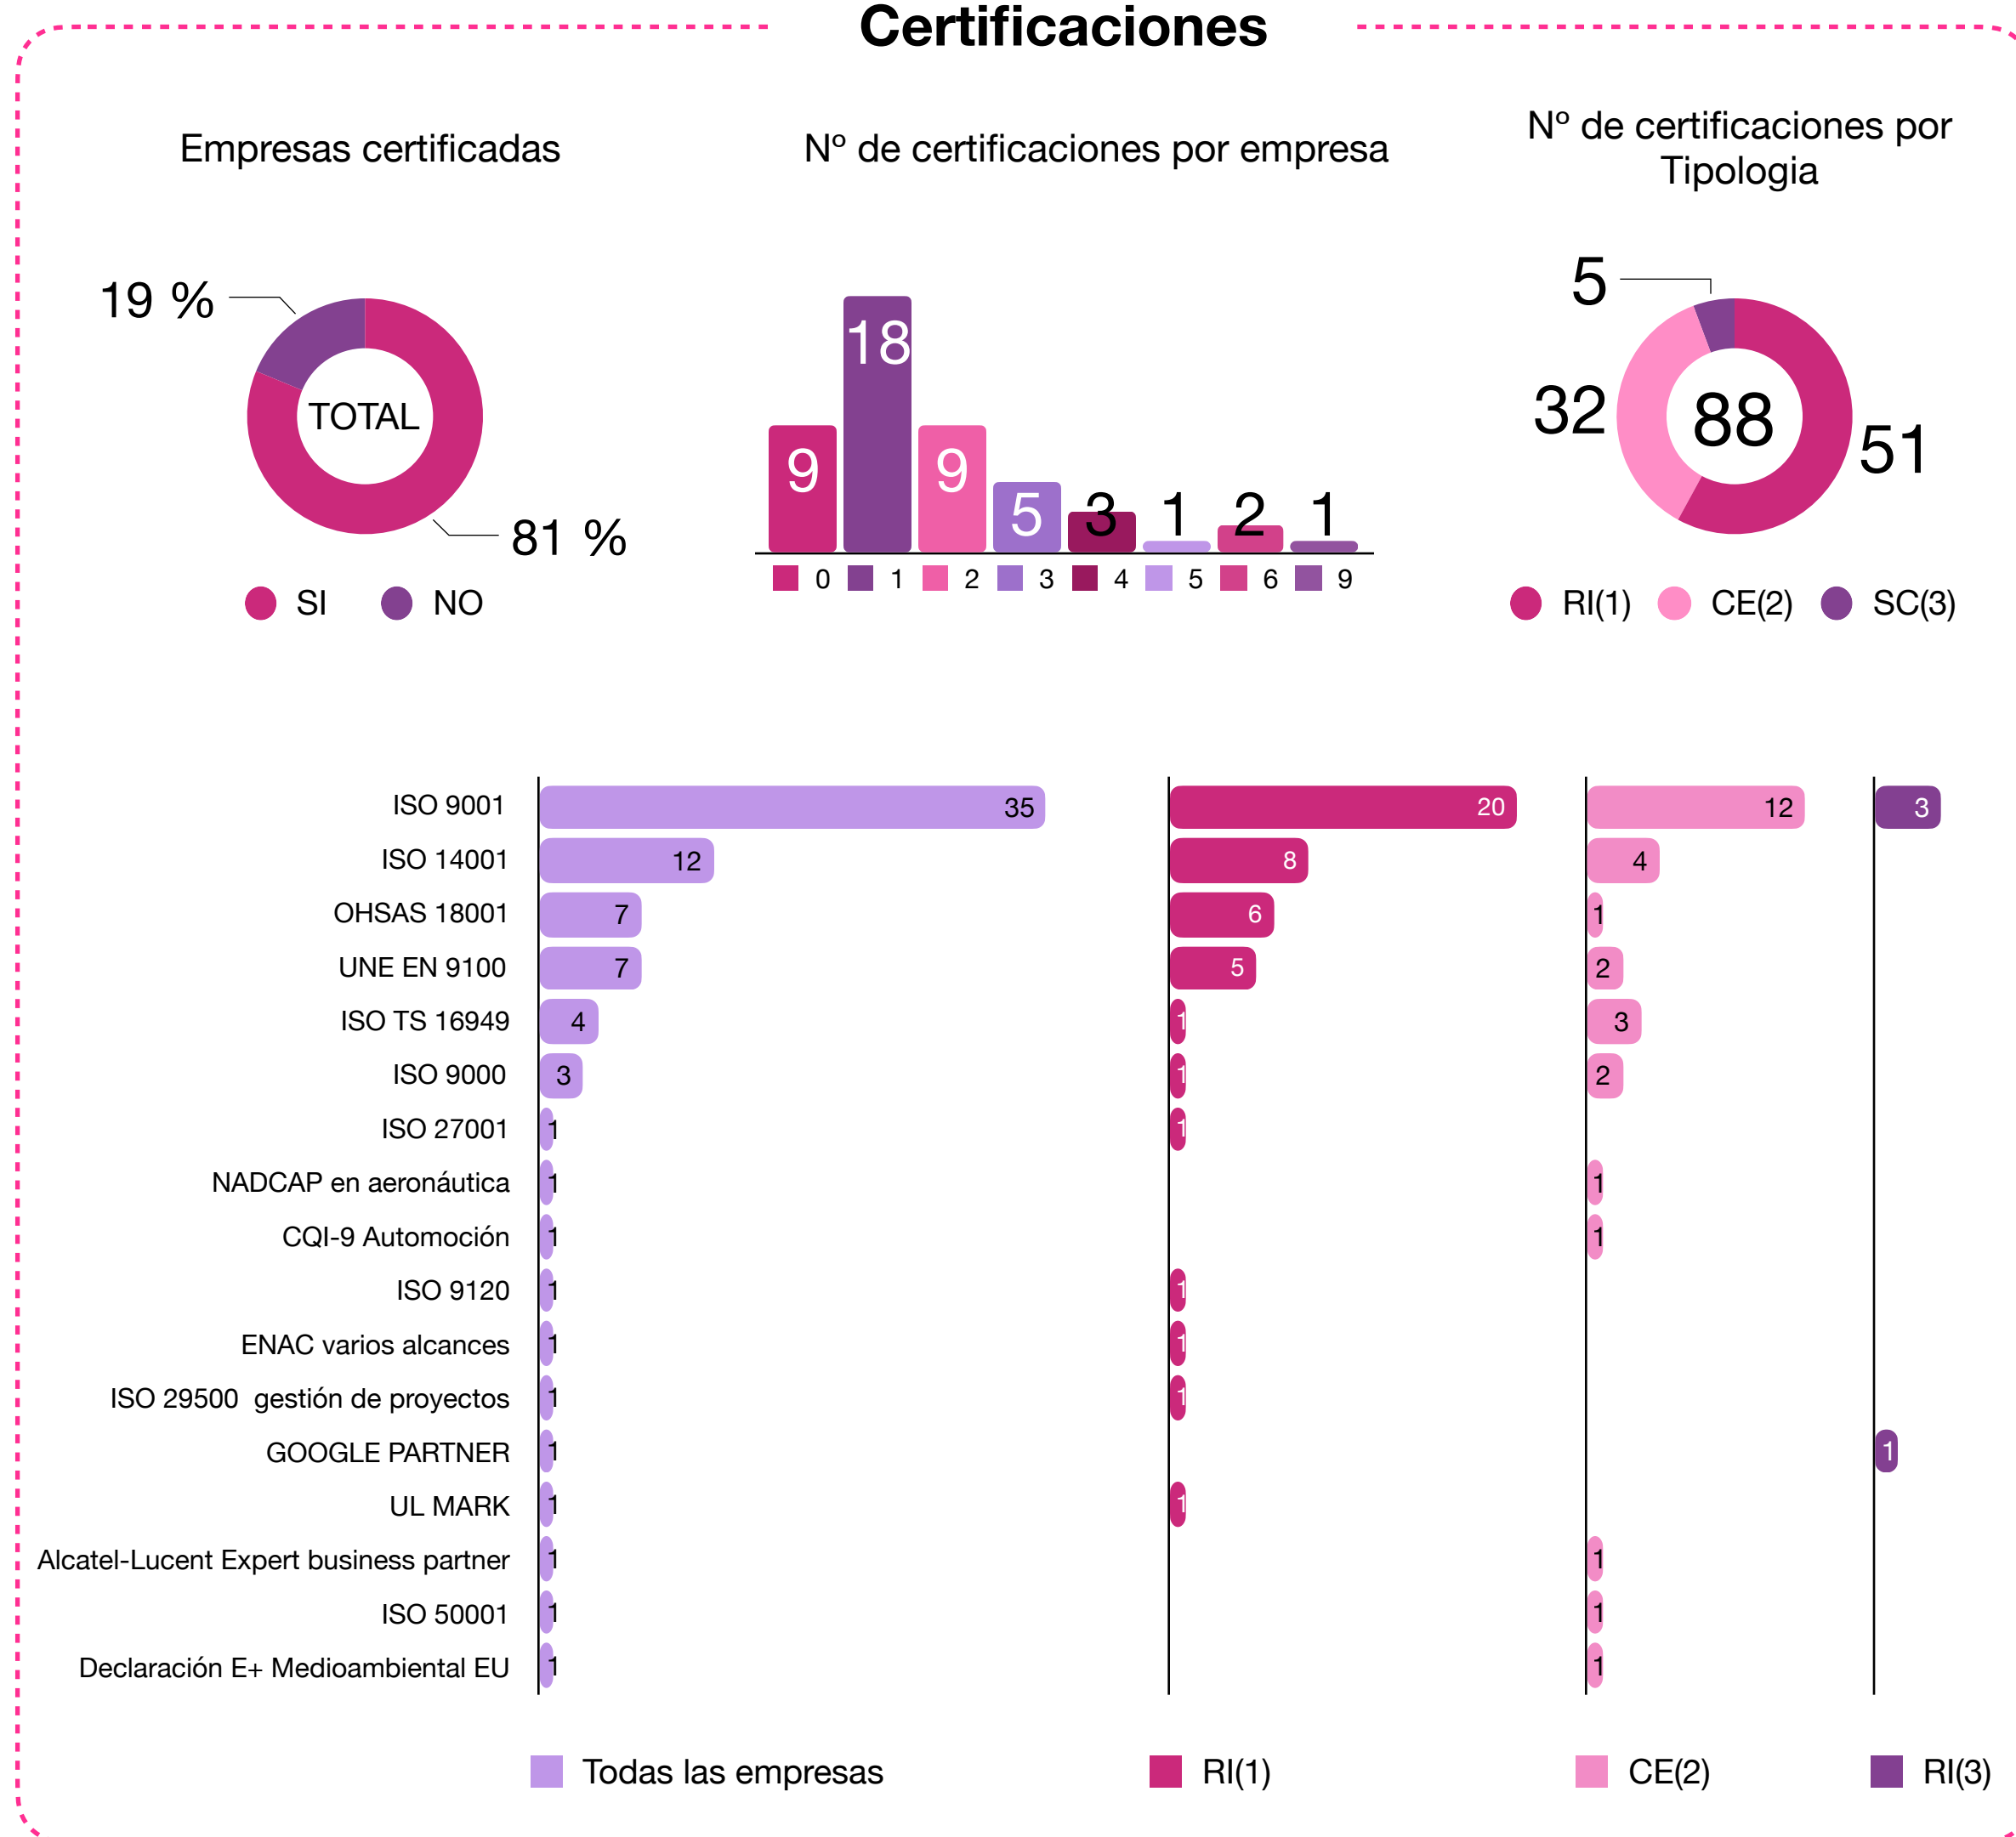 Certificaciones
Empresas certificadas
19 %
TOTAL
81 %
SI NO
Nº de certificaciones por empresa
9 18 9 5 3 1 2 1
0 1 2 3 4 5 6 9
Nº de certificaciones por
Tipologia
5
32 88 51
RI(1) CE(2) SC(3)
ISO 9001 35 20 12 3
ISO 14001 12 8 4
OHSAS 18001 7 6 1
UNE EN 9100 7 5 2
ISO TS 16949 4 1 3
ISO 9000 3 1 2
ISO 27001 1 1
NADCAP en aeronáutica 1 1
CQI-9 Automoción 1 1
ISO 9120 1 1
ENAC varios alcances 1 1
ISO 29500 gestión de proyectos 1 1
GOOGLE PARTNER 1 1
UL MARK 1 1
Alcatel-Lucent Expert business partner 1 1
ISO 50001 1 1
Declaración E+ Medioambiental EU 1 1
Todas las empresas RI(1) CE(2) RI(3)